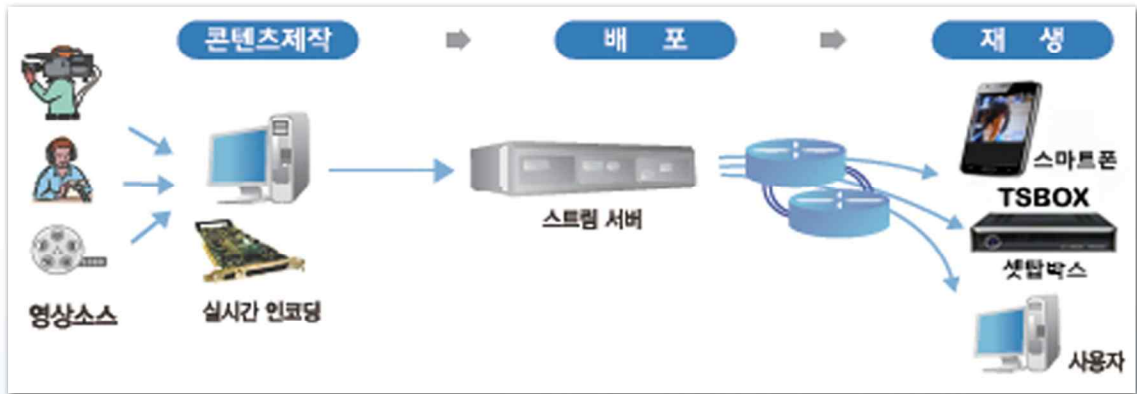 콘텐츠제작
배 포
재 생
스마트폰
TSBOX
스트림 서버
셋탑박스
영상소스
실시간 인코딩
사용자